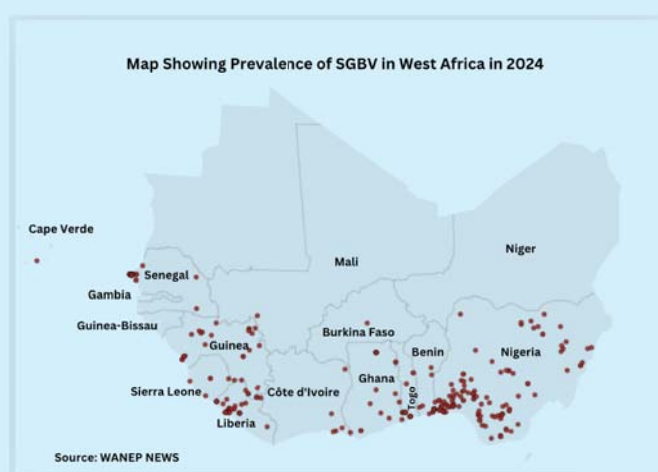 Map Showing Prevalence of SGBV in West Africa in 2024
Cape Verde
Niger
Mali
Senegal
Gambia
Guinea-Bissau
Burkina Faso
Guinea
Benin
Nigeria
Ghana
Togo
Sierra Leone
Côte d'Ivoire
Liberia
Source: WANEP NEWS